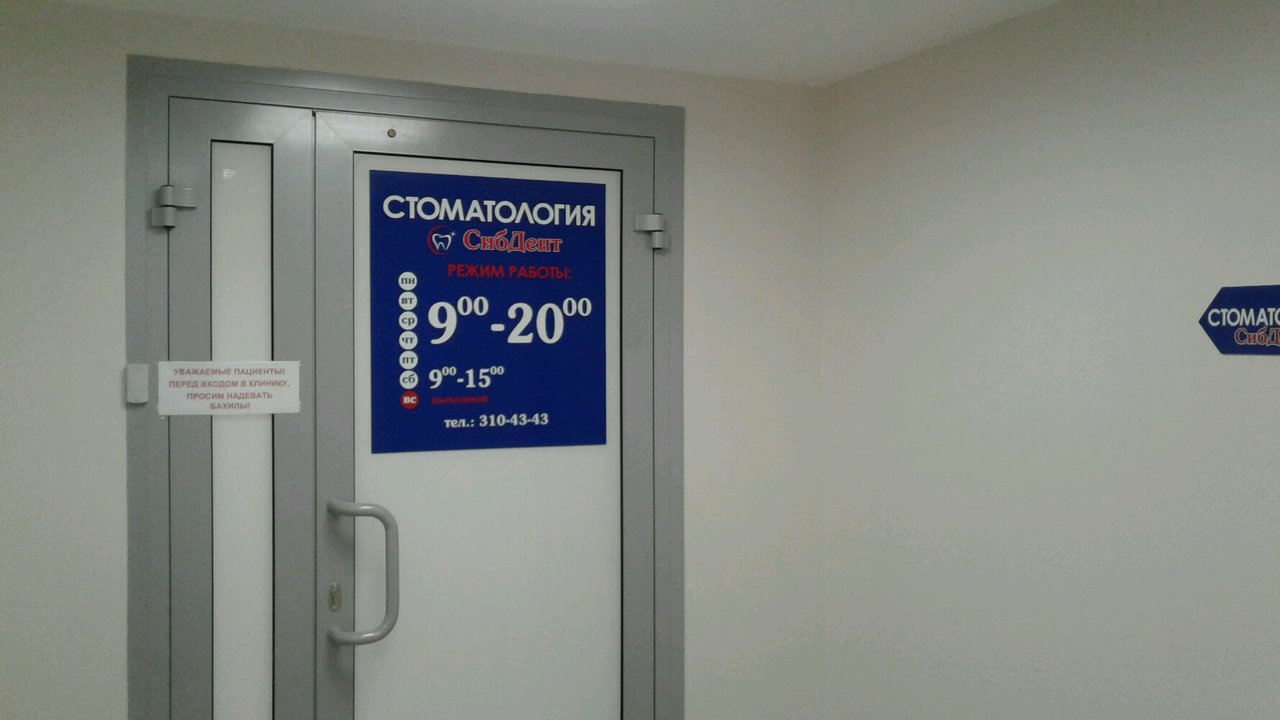 СТОМАТОЛОГИЯ
СибДент
РЕЖИМ РАБОТЫ:
пн
вт
ср
чт
пт
9⁰⁰-20⁰⁰
сб 9⁰⁰-15⁰⁰
вс выходной
тел.: 310-43-43
УВАЖАЕМЫЕ ПАЦИЕНТЫ!
ПЕРЕД ВХОДОМ В КЛИНИКУ,
ПРОСИМ НАДЕВАТЬ
БАХИЛЫ!
СТОМАТО
СибД